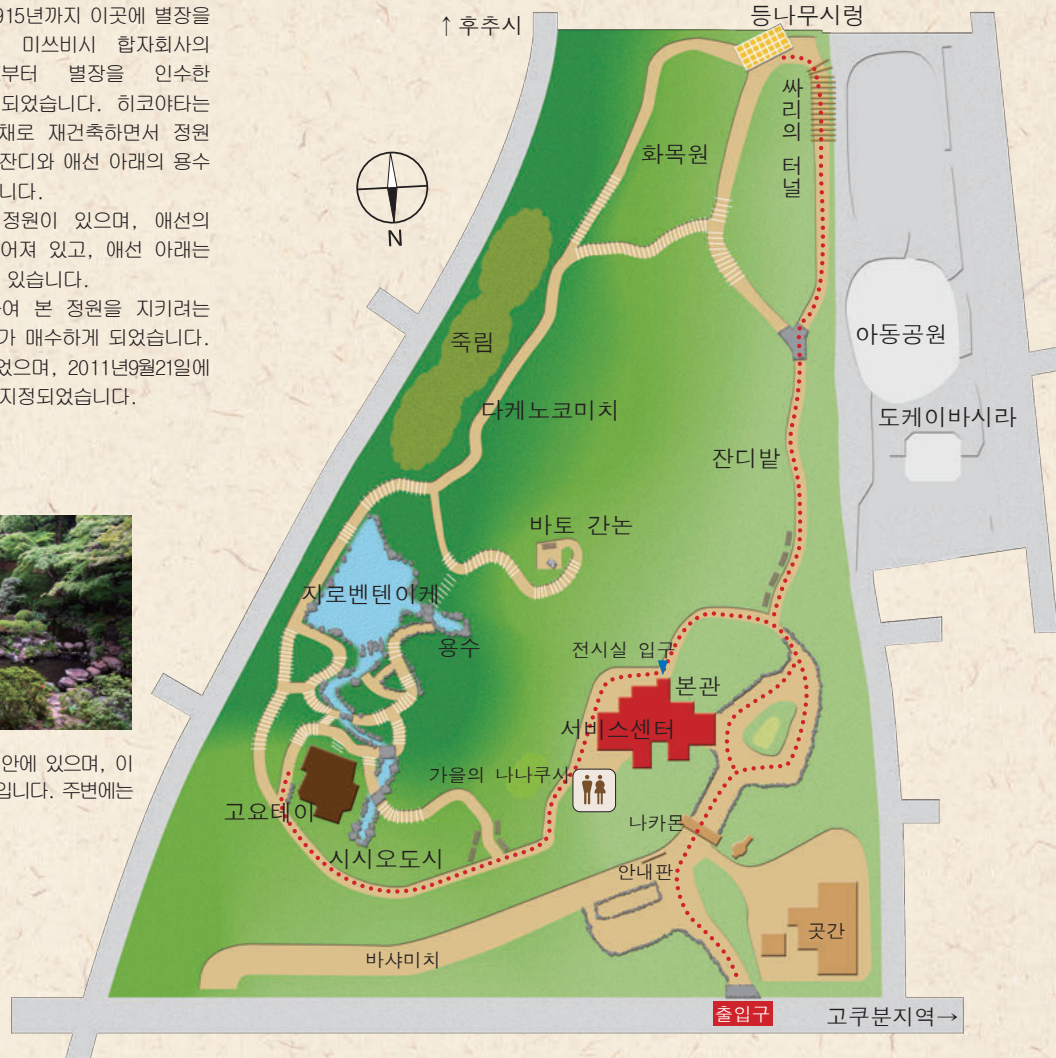 915년까지 이곳에 별장을
미쓰비시 합자회사의
부터 별장을 인수한
되었습니다. 히코야타는
채로 재건축하면서 정원
잔디와 애선 아래의 용수
니다.
정원이 있으며, 애선의
어져 있고, 애선 아래는
있습니다.
하여 본 정원을 지키려는
가 매수하게 되었습니다.
었으며, 2011년9월21일에
지정되었습니다.
안에 있으며, 이
입니다. 주변에는
↑ 후추시
등나무시렁
싸리의 터널
화목원
N
죽림
아동공원
다케노코미치
도케이바시라
잔디밭
바토 간논
지로벤텐이케
용수
전시실 입구
본관
서비스센터
가을의 나나쿠사
고요테이
나카몬
시시오도시
안내판
곳간
바샤미치
출입구
고쿠분지역→